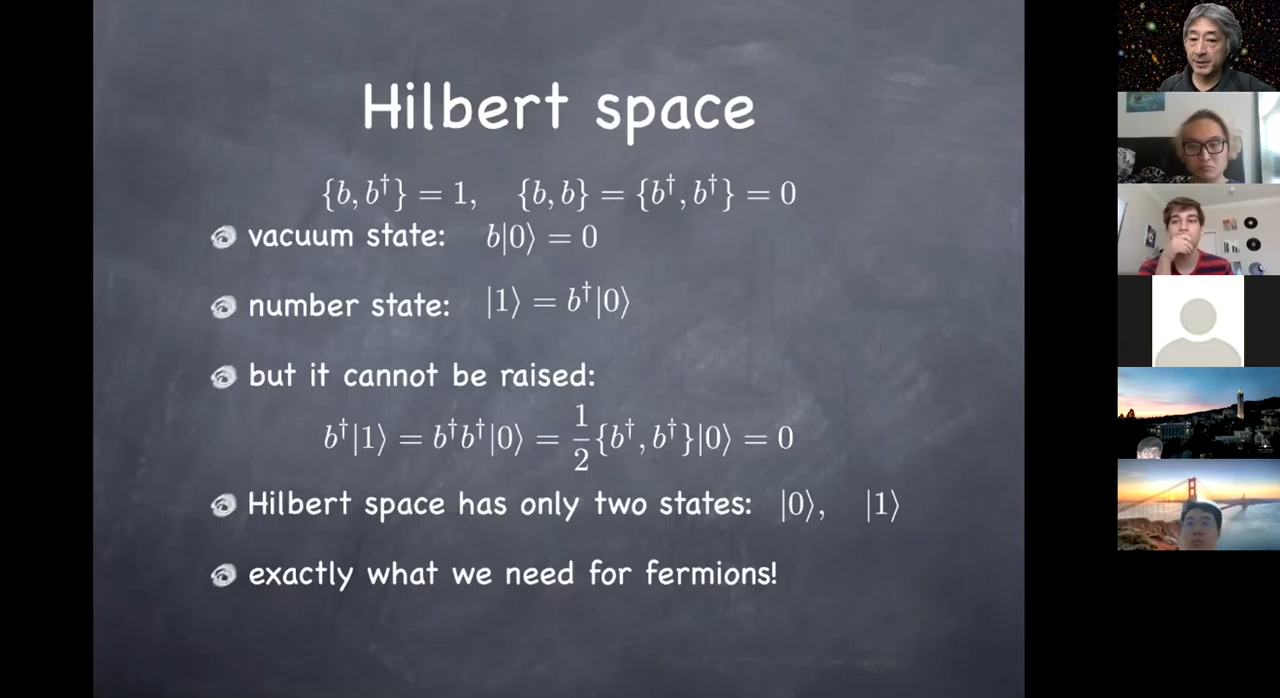 Hilbert space
{b, b†} = 1, {b, b} = {b†, b†} = 0
vacuum state: b|0⟩ = 0
number state: |1⟩ = b†|0⟩
but it cannot be raised:
b†|1⟩ = b†b†|0⟩ = 1/2{b†, b†}|0⟩ = 0
Hilbert space has only two states: |0⟩, |1⟩
exactly what we need for fermions!